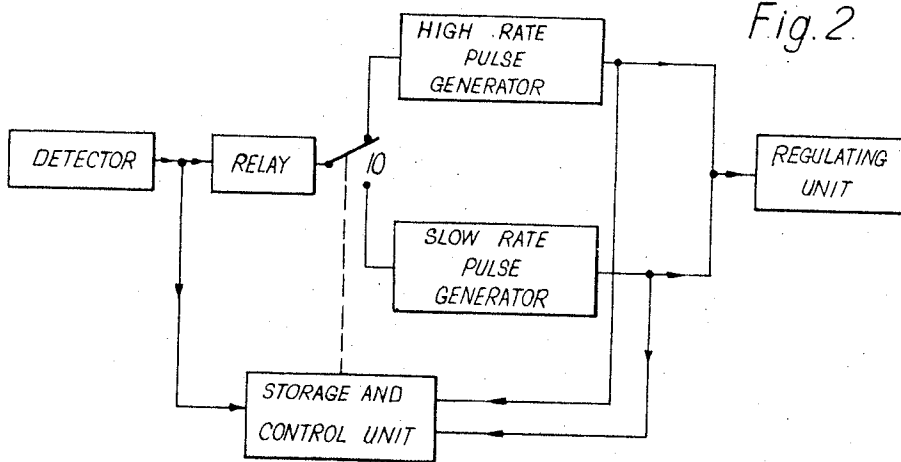 Fig. 2.
HIGH RATE
PULSE
GENERATOR
DETECTOR
RELAY
10
REGULATING
UNIT
SLOW RATE
PULSE
GENERATOR
STORAGE AND
CONTROL UNIT